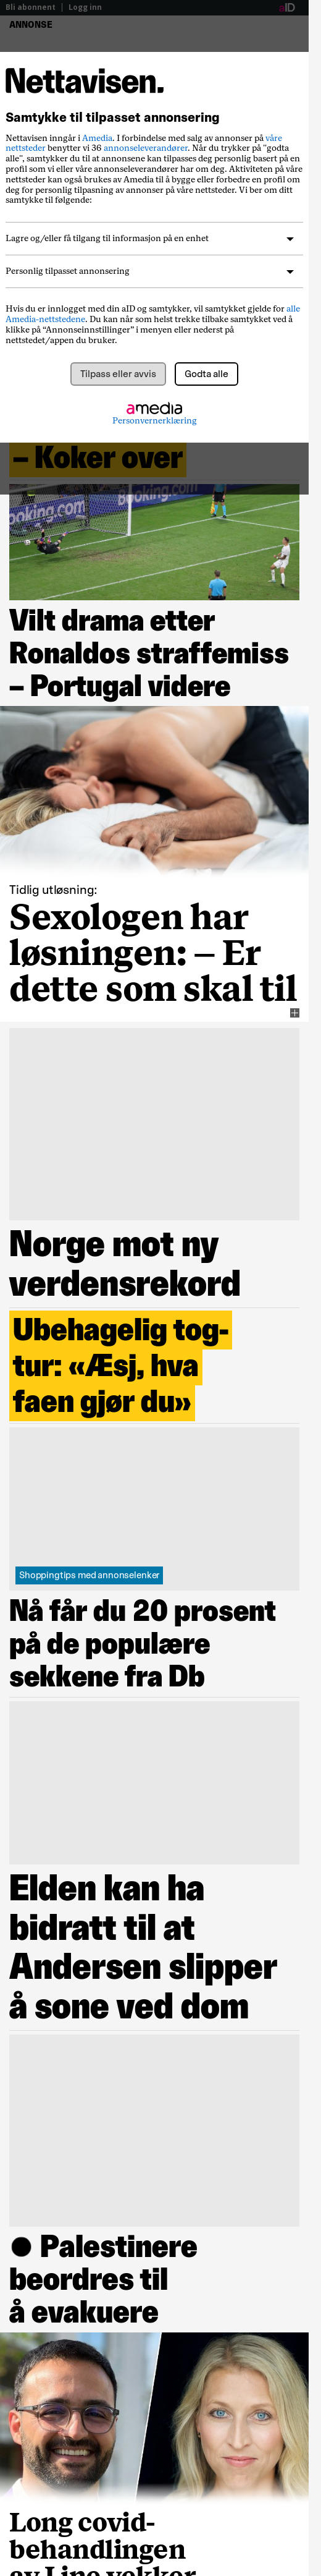 Bli abonnent | Logg inn
aID
ANNONSE
Nettavisen.
Samtykke til tilpasset annonsering
Nettavisen inngår i Amedia. I forbindelse med salg av annonser på våre
nettsteder benytter vi 36 annonseleverandører. Når du trykker på "godta
alle", samtykker du til at annonsene kan tilpasses deg personlig basert på en
profil som vi eller våre annonseleverandører har om deg. Aktiviteten på våre
nettsteder kan også brukes av Amedia til å bygge eller forbedre en profil om
deg for personlig tilpasning av annonser på våre nettsteder. Vi ber om ditt
samtykke til følgende:
Lagre og/eller få tilgang til informasjon på en enhet
Personlig tilpasset annonsering
Hvis du er innlogget med din aID og samtykker, vil samtykket gjelde for alle
Amedia-nettstedene. Du kan når som helst trekke tilbake samtykket ved å
klikke på “Annonseinnstillinger” i menyen eller nederst på
nettstedet/appen du bruker.
Tilpass eller avvis
Godta alle
amedia
Personvernerklæring
– Koker over
Booking.com
Booking.com
Vilt drama etter
Ronaldos straffemiss
– Portugal videre
Tidlig utløsning:
Sexologen har
løsningen: – Er
dette som skal til
Norge mot ny
verdensrekord
Ubehagelig tog-
tur: «Æsj, hva
faen gjør du»
Shoppingtips med annonselenker
Nå får du 20 prosent
på de populære
sekkene fra Db
Elden kan ha
bidratt til at
Andersen slipper
å sone ved dom
● Palestinere
beordres til
å evakuere
Long covid-
behandlingen
av Line vekker